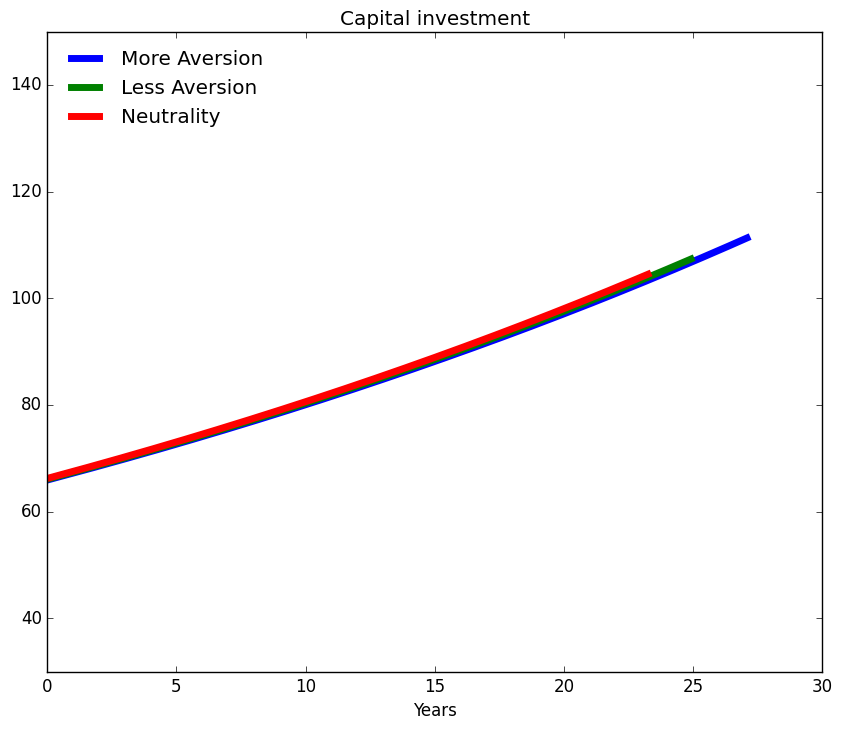 Capital investment
More Aversion
Less Aversion
Neutrality
140
120
100
80
60
40
0 5 10 15 20 25 30
Years